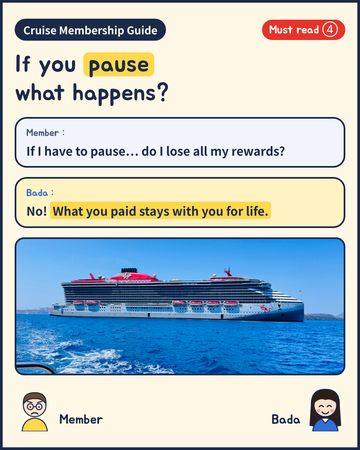 Cruise Membership Guide
Must read ④
If you pause
what happens?
Member :
If I have to pause... do I lose all my rewards?
Bada :
No! What you paid stays with you for life.
Member
Bada